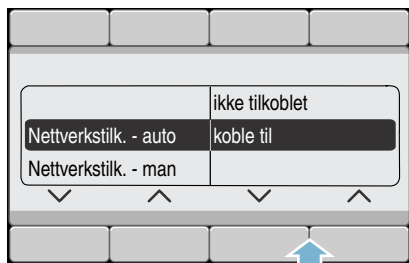 ikke tilkoblet
Nettverkstilk. - auto koble til
Nettverkstilk. - man